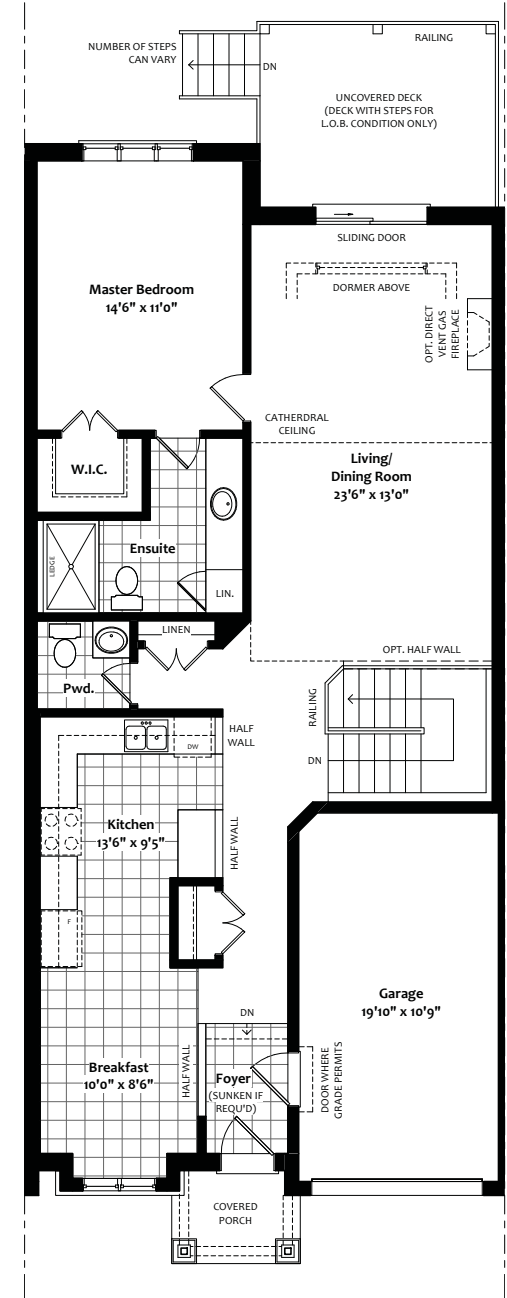 RAILING
NUMBER OF STEPS
CAN VARY
DN
UNCOVERED DECK
(DECK WITH STEPS FOR
L.O.B. CONDITION ONLY)
SLIDING DOOR
DORMER ABOVE
Master Bedroom
14'6" x 11'0"
OPT. DIRECT
VENT GAS
FIREPLACE
CATHERDRAL
CEILING
W.I.C.
Living/
Dining Room
23'6" x 13'0"
Ensuite
LEDGE
LIN.
LINEN
OPT. HALF WALL
Pwd.
RAILING
HALF
WALL
DW
DN
Kitchen
13'6" x 9'5"
HALF WALL
F
Garage
19'10" x 10'9"
DN
Breakfast
10'0" x 8'6"
HALF WALL
Foyer
(SUNKEN IF
REQU'D)
DOOR WHERE
GRADE PERMITS
COVERED
PORCH